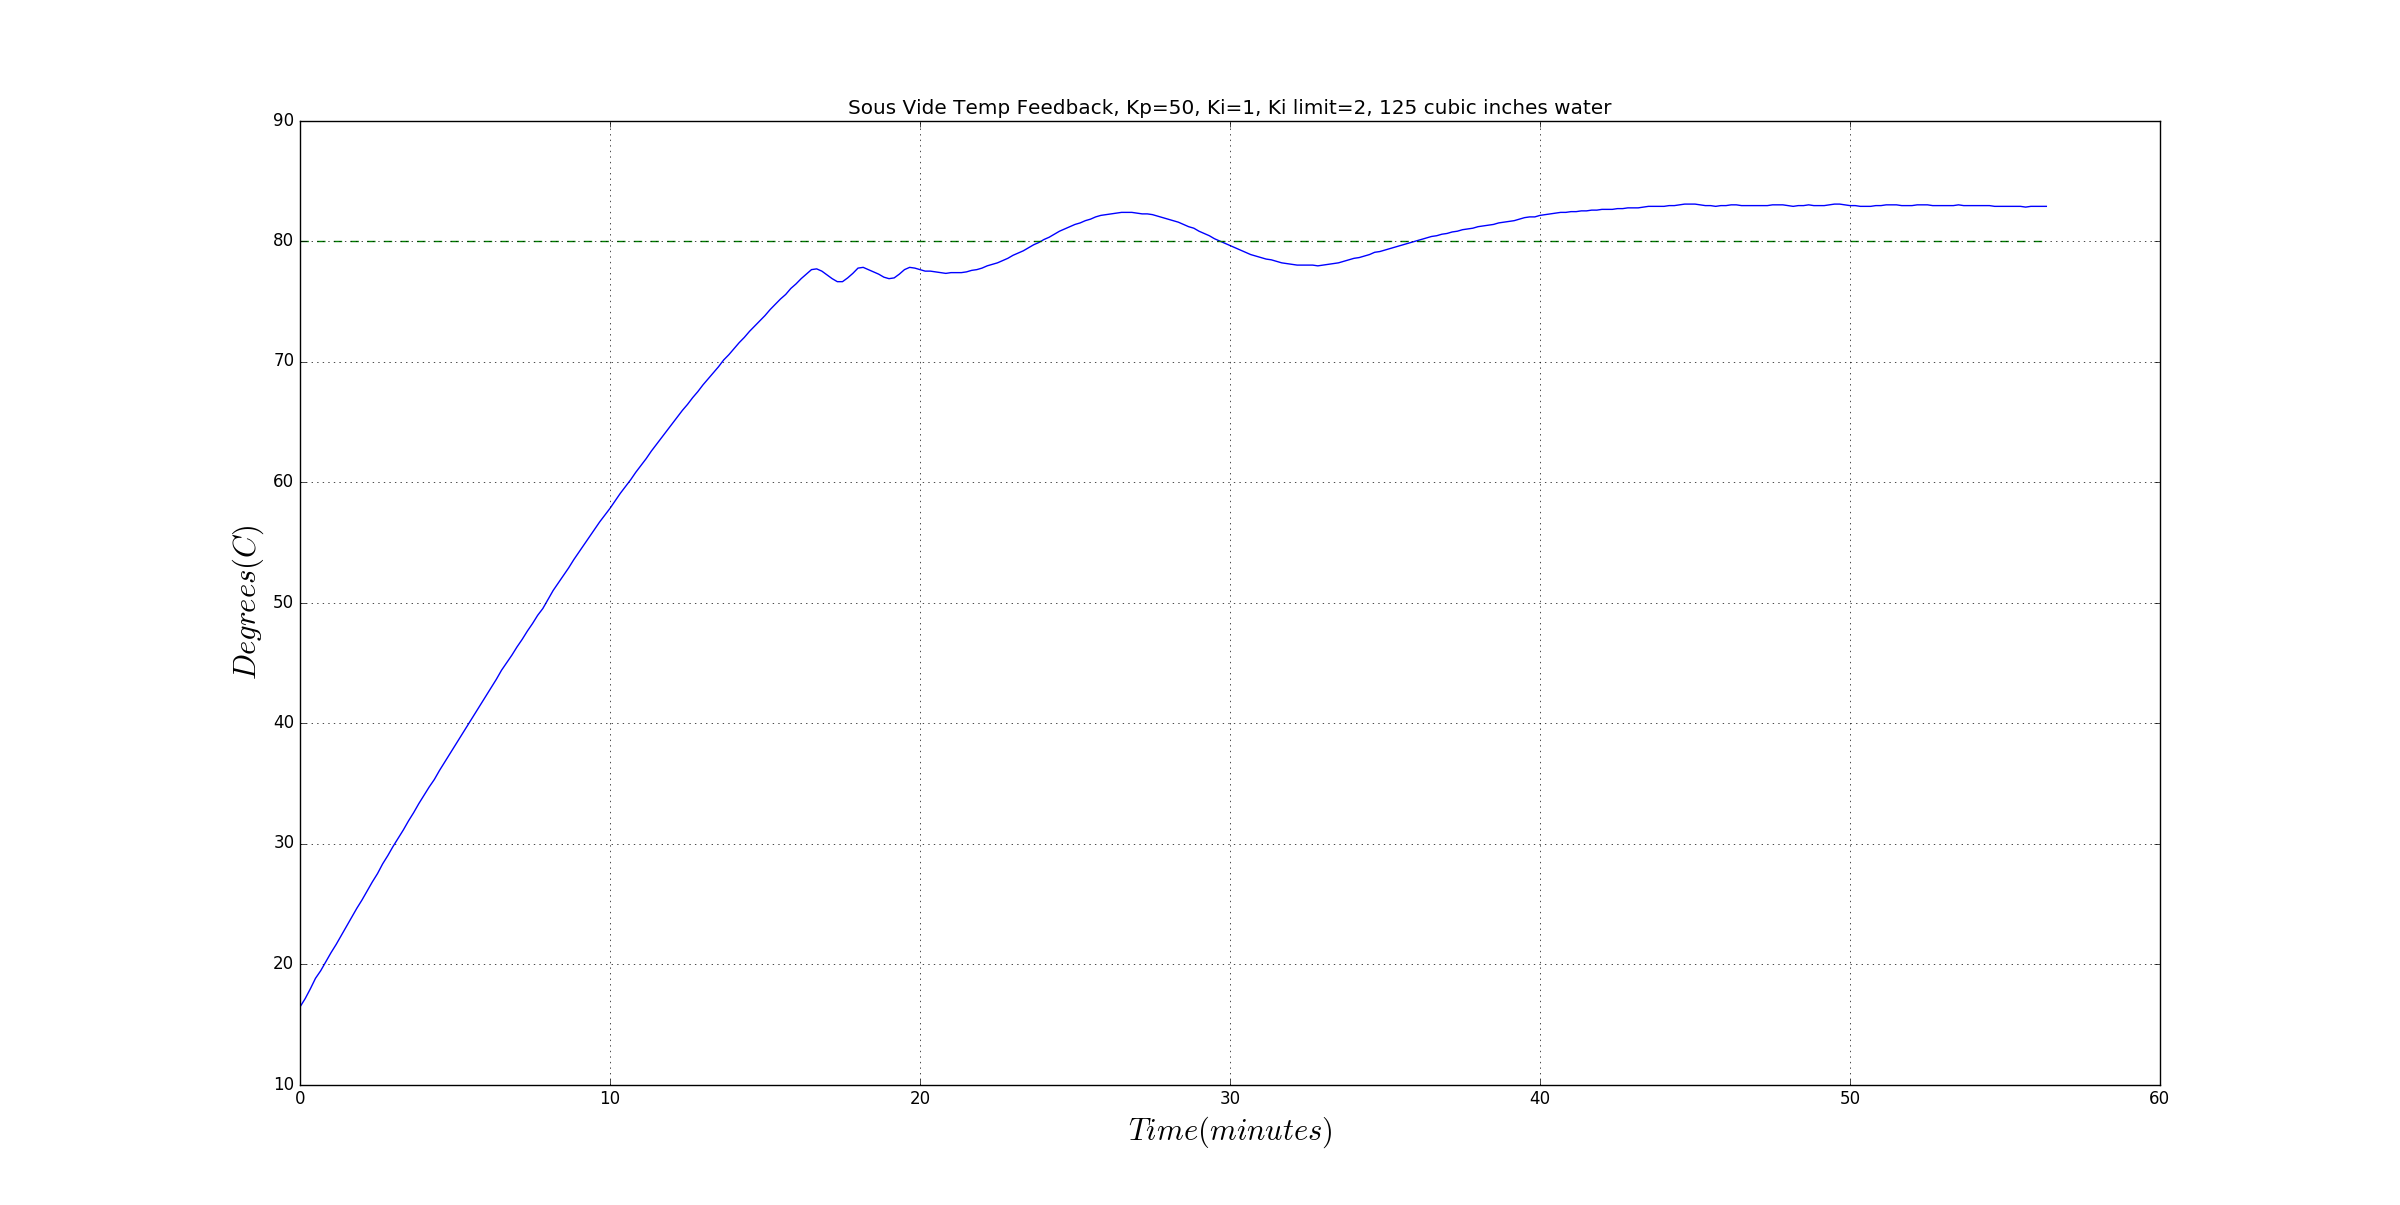 Sous Vide Temp Feedback, Kp=50, Ki=1, Ki limit=2, 125 cubic inches water
90
80
70
60
50
40
30
20
10
Degrees(C)
0 10 20 30 40 50 60
Time(minutes)